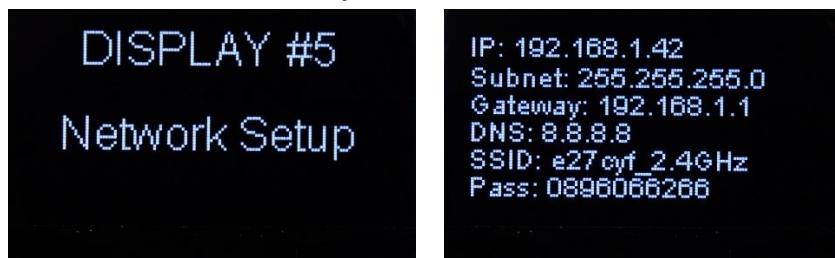 DISPLAY #5
Network Setup
IP: 192.168.1.42
Subnet: 255.255.255.0
Gateway: 192.168.1.1
DNS: 8.8.8.8
SSID: e27oyf_2.4GHz
Pass: 0896066266